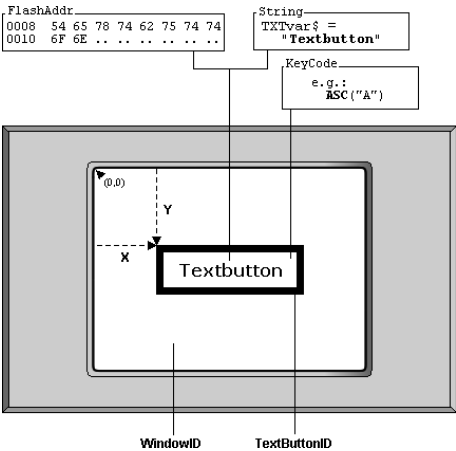 FlashAddr.
0008 54 65 78 74 62 75 74 74
0010 6F 6E .. .. .. .. .. ..
String
TXTvar$ =
"Textbutton"
KeyCode
e.g.:
ASC("A")
(0,0)
Y
X
Textbutton
WindowID
TextButtonID